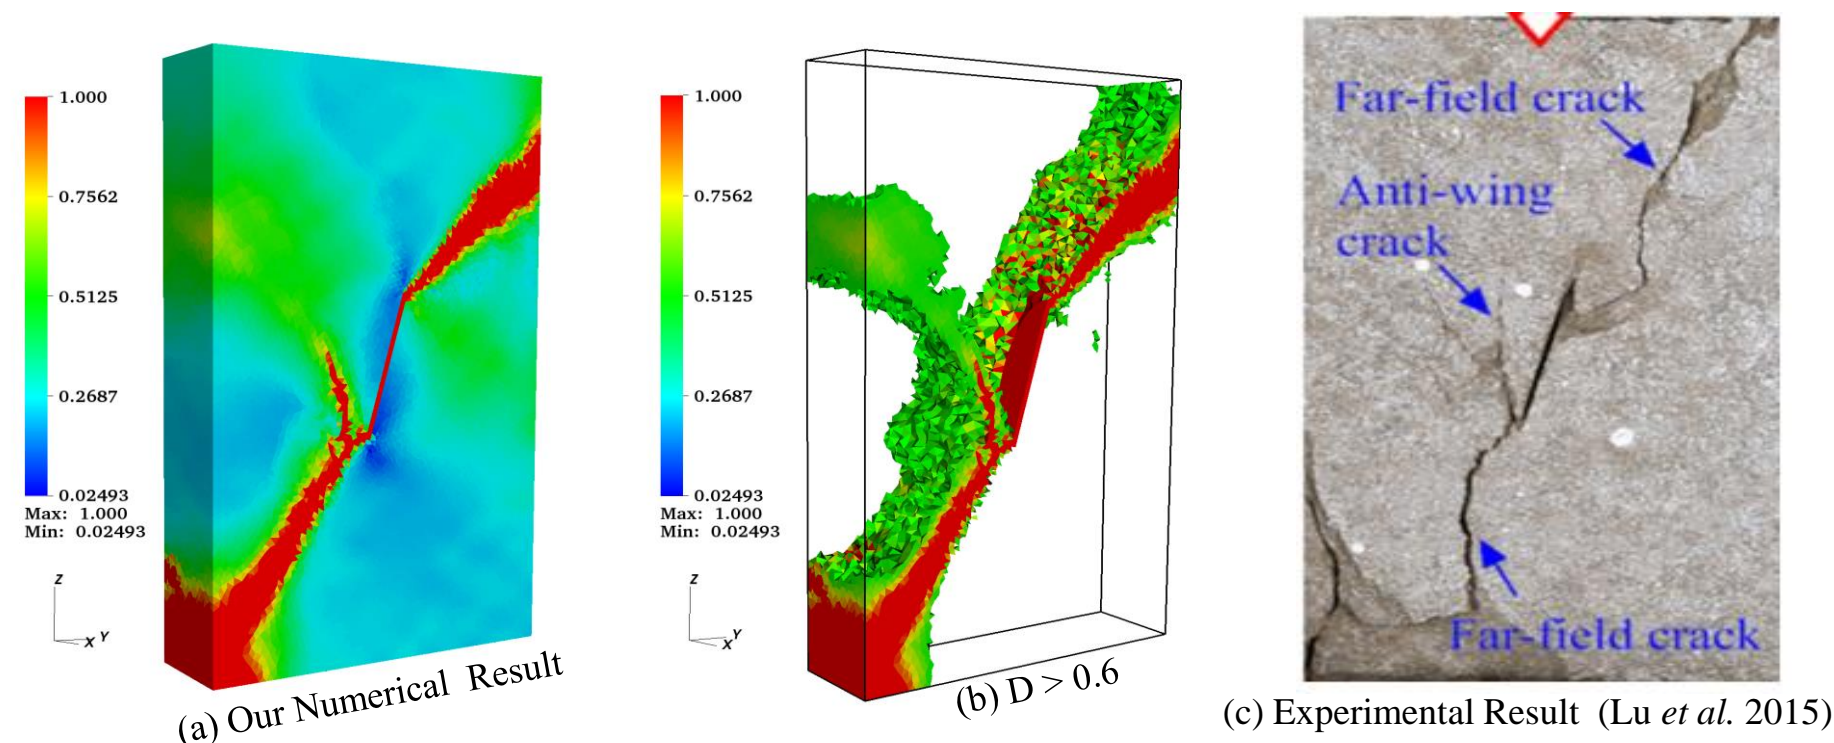 1.000
0.7562
0.5125
0.2687
0.02493
Max: 1.000
Min: 0.02493
Z
X Y
(a) Our Numerical Result
1.000
0.7562
0.5125
0.2687
0.02493
Max: 1.000
Min: 0.02493
Z
Y
X
(b) D > 0.6
Far-field crack
Anti-wing
crack
Far-field crack
(c) Experimental Result (Lu et al. 2015)